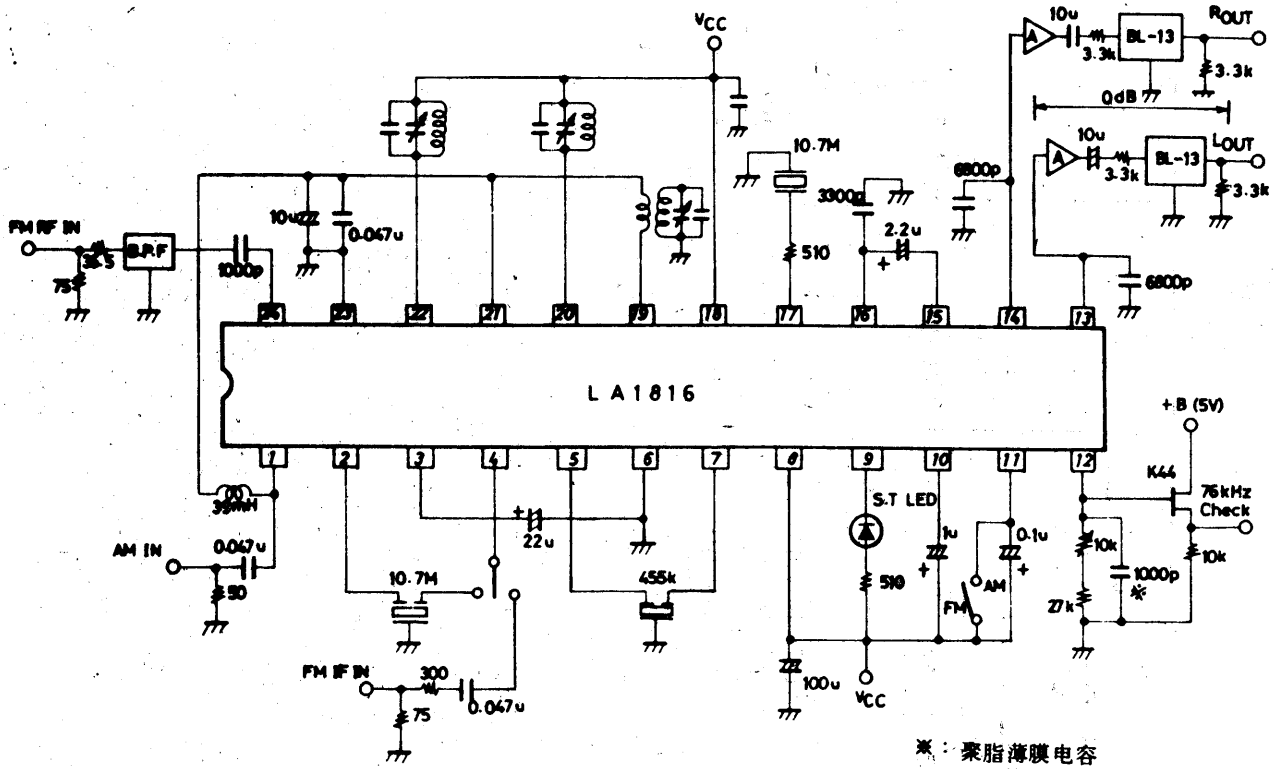 VCC
10u
BL-13
ROUT
3.3k
3.3k
0dB
10u
BL-13
LOUT
3.3k
3.3k
10.7M
6800p
3300p
2.2u
+
510
6800p
FM RF IN
75
B.P.F
1000p
10u
0.047u
24 23 22 21 20 19 18 17 16 15 14 13
LA1816
1 2 3 4 5 6 7 8 9 10 11 12
+B (5V)
K44
76kHz
Check
10k
10k
1000p
※
27k
S.T LED
510
1u
+
0.1u
+
AM
FM
100u
VCC
+
22u
455k
10.7M
AM IN
0.047u
50
FM IF IN
300
0.047u
75
※：聚脂薄膜电容